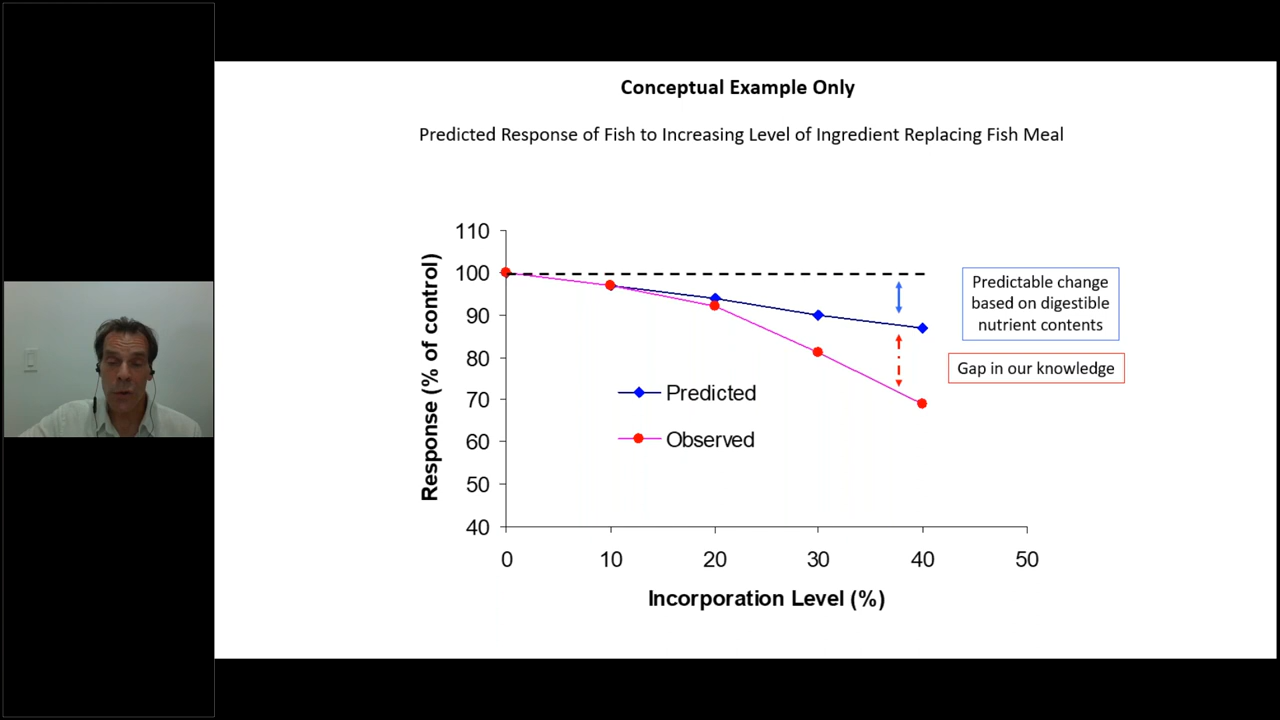 Conceptual Example Only
Predicted Response of Fish to Increasing Level of Ingredient Replacing Fish Meal
Response (% of control)
110
100
90
80
70
60
50
40
0
10
20
30
40
50
Incorporation Level (%)
Predicted
Observed
Predictable change
based on digestible
nutrient contents
Gap in our knowledge